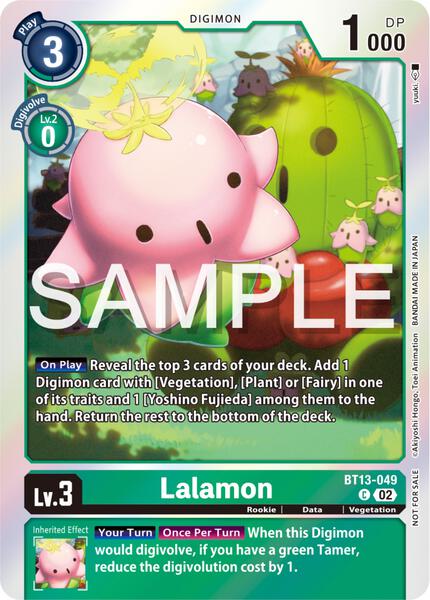 Play
3
DIGIMON
1000
DP
Digivolve
Lv.2
0
yuuki.
SAMPLE
On Play Reveal the top 3 cards of your deck. Add 1
Digimon card with [Vegetation], [Plant] or [Fairy] in one
of its traits and 1 [Yoshino Fujieda] among them to the
hand. Return the rest to the bottom of the deck.
©Akiyoshi Hongo, Toei Animation BANDAI MADE IN JAPAN
NOT FOR SALE
BT13-049
Lv.3
Lalamon
C 02
Rookie | Data | Vegetation
Inherited Effect
Your Turn Once Per Turn When this Digimon
would digivolve, if you have a green Tamer,
reduce the digivolution cost by 1.